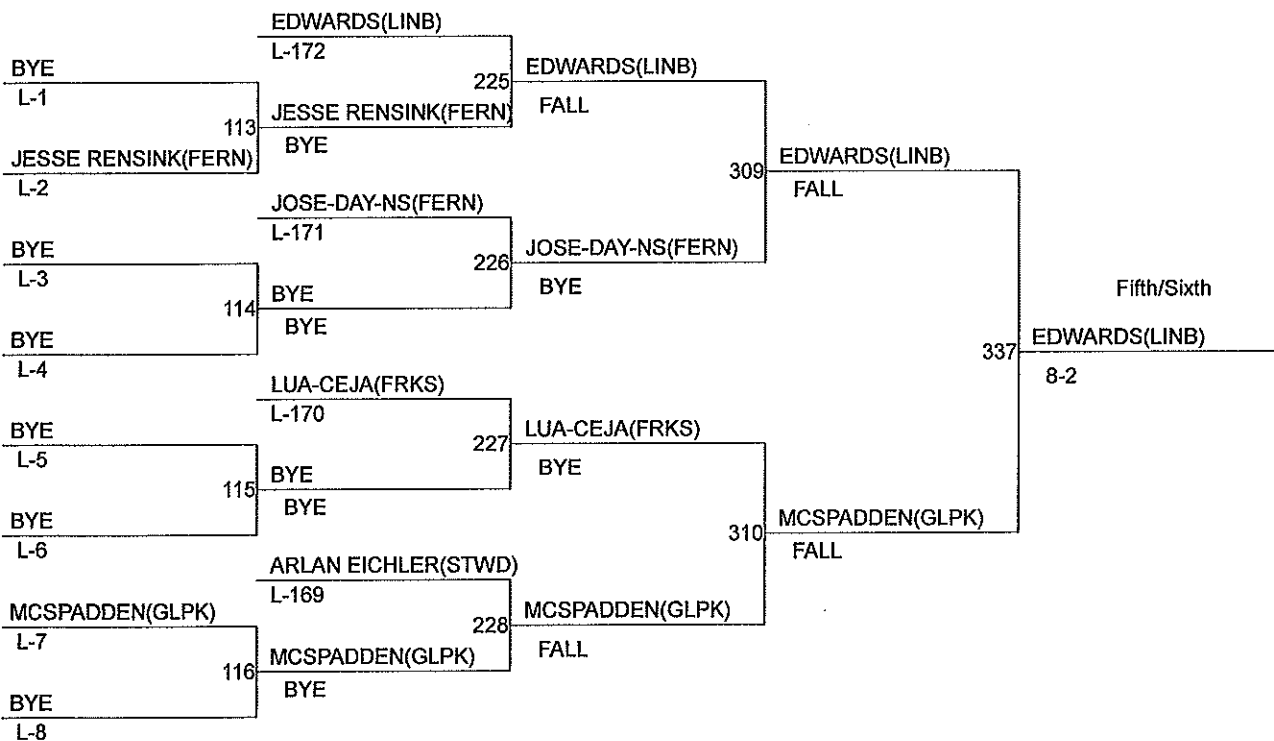 EDWARDS(LINB)
L-172
BYE
L-1
225
EDWARDS(LINB)
FALL
113
JESSE RENSINK(FERN)
BYE
JESSE RENSINK(FERN)
L-2
309
EDWARDS(LINB)
FALL
JOSE-DAY-NS(FERN)
L-171
BYE
L-3
226
JOSE-DAY-NS(FERN)
BYE
114
BYE
BYE
BYE
L-4
Fifth/Sixth
337
EDWARDS(LINB)
8-2
LUA-CEJA(FRKS)
L-170
BYE
L-5
227
LUA-CEJA(FRKS)
BYE
115
BYE
BYE
BYE
L-6
310
MCSPADDEN(GLPK)
FALL
ARLAN EICHLER(STWD)
L-169
MCSPADDEN(GLPK)
L-7
228
MCSPADDEN(GLPK)
FALL
116
MCSPADDEN(GLPK)
BYE
BYE
L-8